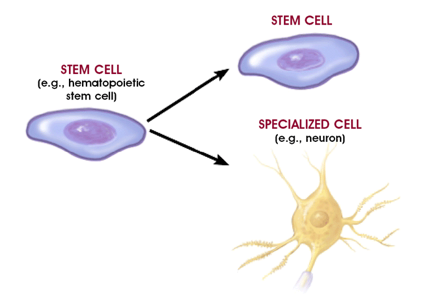 STEM CELL
(e.g., hematopoietic
stem cell)
STEM CELL
SPECIALIZED CELL
(e.g., neuron)